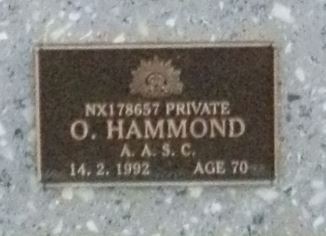 NX178657 PRIVATE
O. HAMMOND
A. A. S. C.
14. 2. 1992 AGE 70